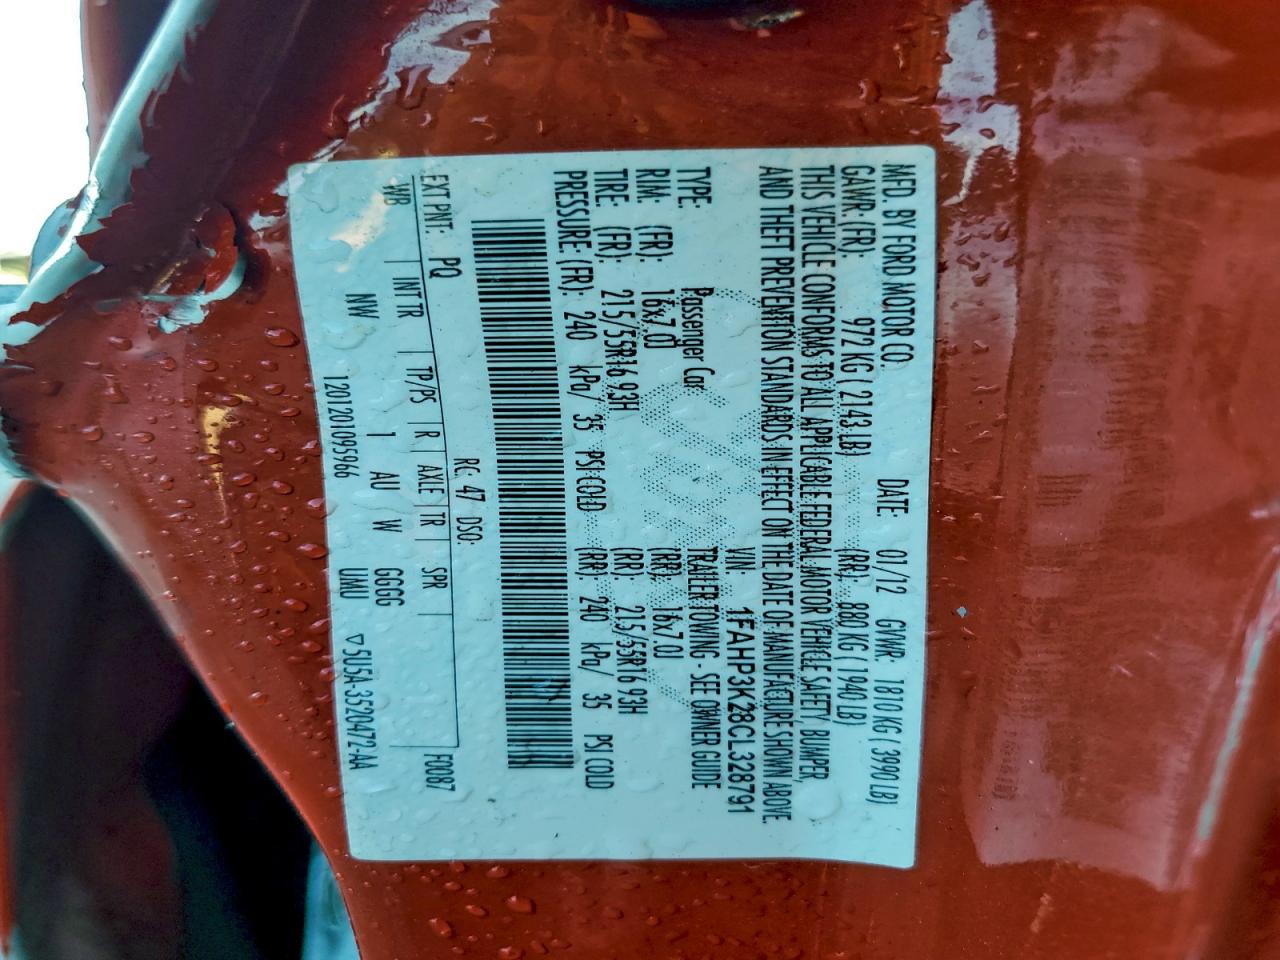 MFD. BY FORD MOTOR CO.
DATE: 01/12 GVWR: 1810 KG ( 3990 LB)
GAWR: (FR): 972 KG ( 2143 LB) (RR): 881 KG ( 1940 LB)
THIS VEHICLE CONFORMS TO ALL APPLICABLE FEDERAL MOTOR VEHICLE SAFETY, BUMPER,
AND THEFT PREVENTION STANDARDS IN EFFECT ON THE DATE OF MANUFACTURE SHOWN ABOVE.
VIN: 1FAHP3K28CL328791
TYPE: Passenger Car TRAILER TOWING - SEE OWNER GUIDE
RIM: (FR): 16x7.0J (RR): 16x7.0J
TIRE: (FR): 215/55R16 93H (RR): 215/55R16 93H
PRESSURE: (FR): 240 kPa/ 35 PSI COLD (RR): 240 kPa/ 35 PSI COLD
RC: 47 DSO:
EXT PNT: PQ F0087
WB INT TR TP/PS R AXLE TR SPR
NW 1 AU W GGGG
1201201095966 UMU ▽5U5A-3520472-AA